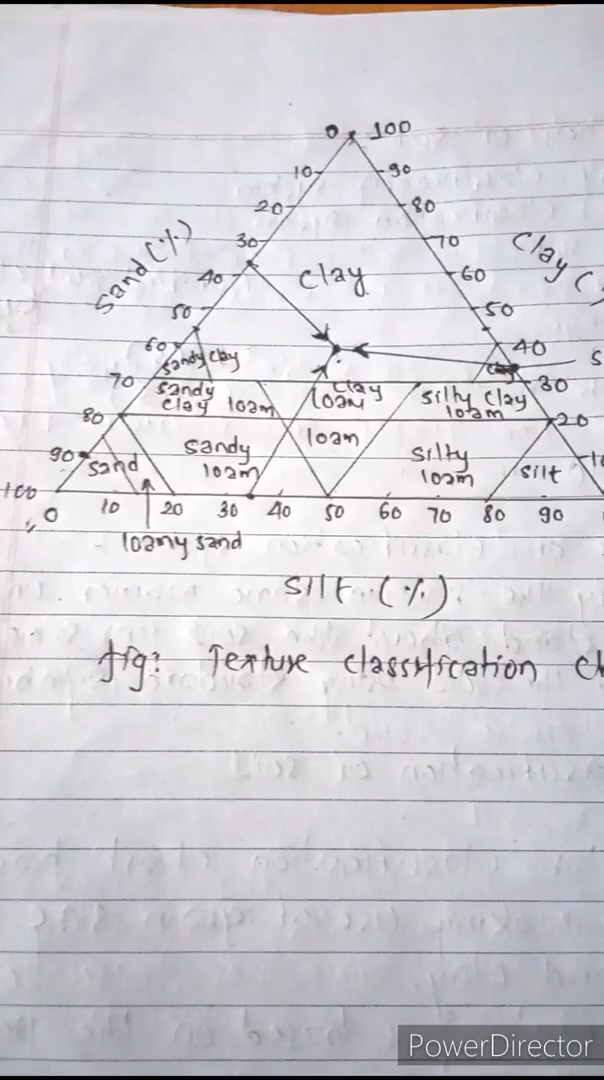 0 100
10 90
20 80
30 70
Sand (%) Clay (
40 clay 60
50 50
60 40
sandy clay
70 30
sandy clay loam clay loam silty clay loam
80 20
sandy loam loam silty loam
90 sand silt
100
0 10 20 30 40 50 60 70 80 90
loamy sand
Silt (%)
fig: Texture classification
PowerDirector